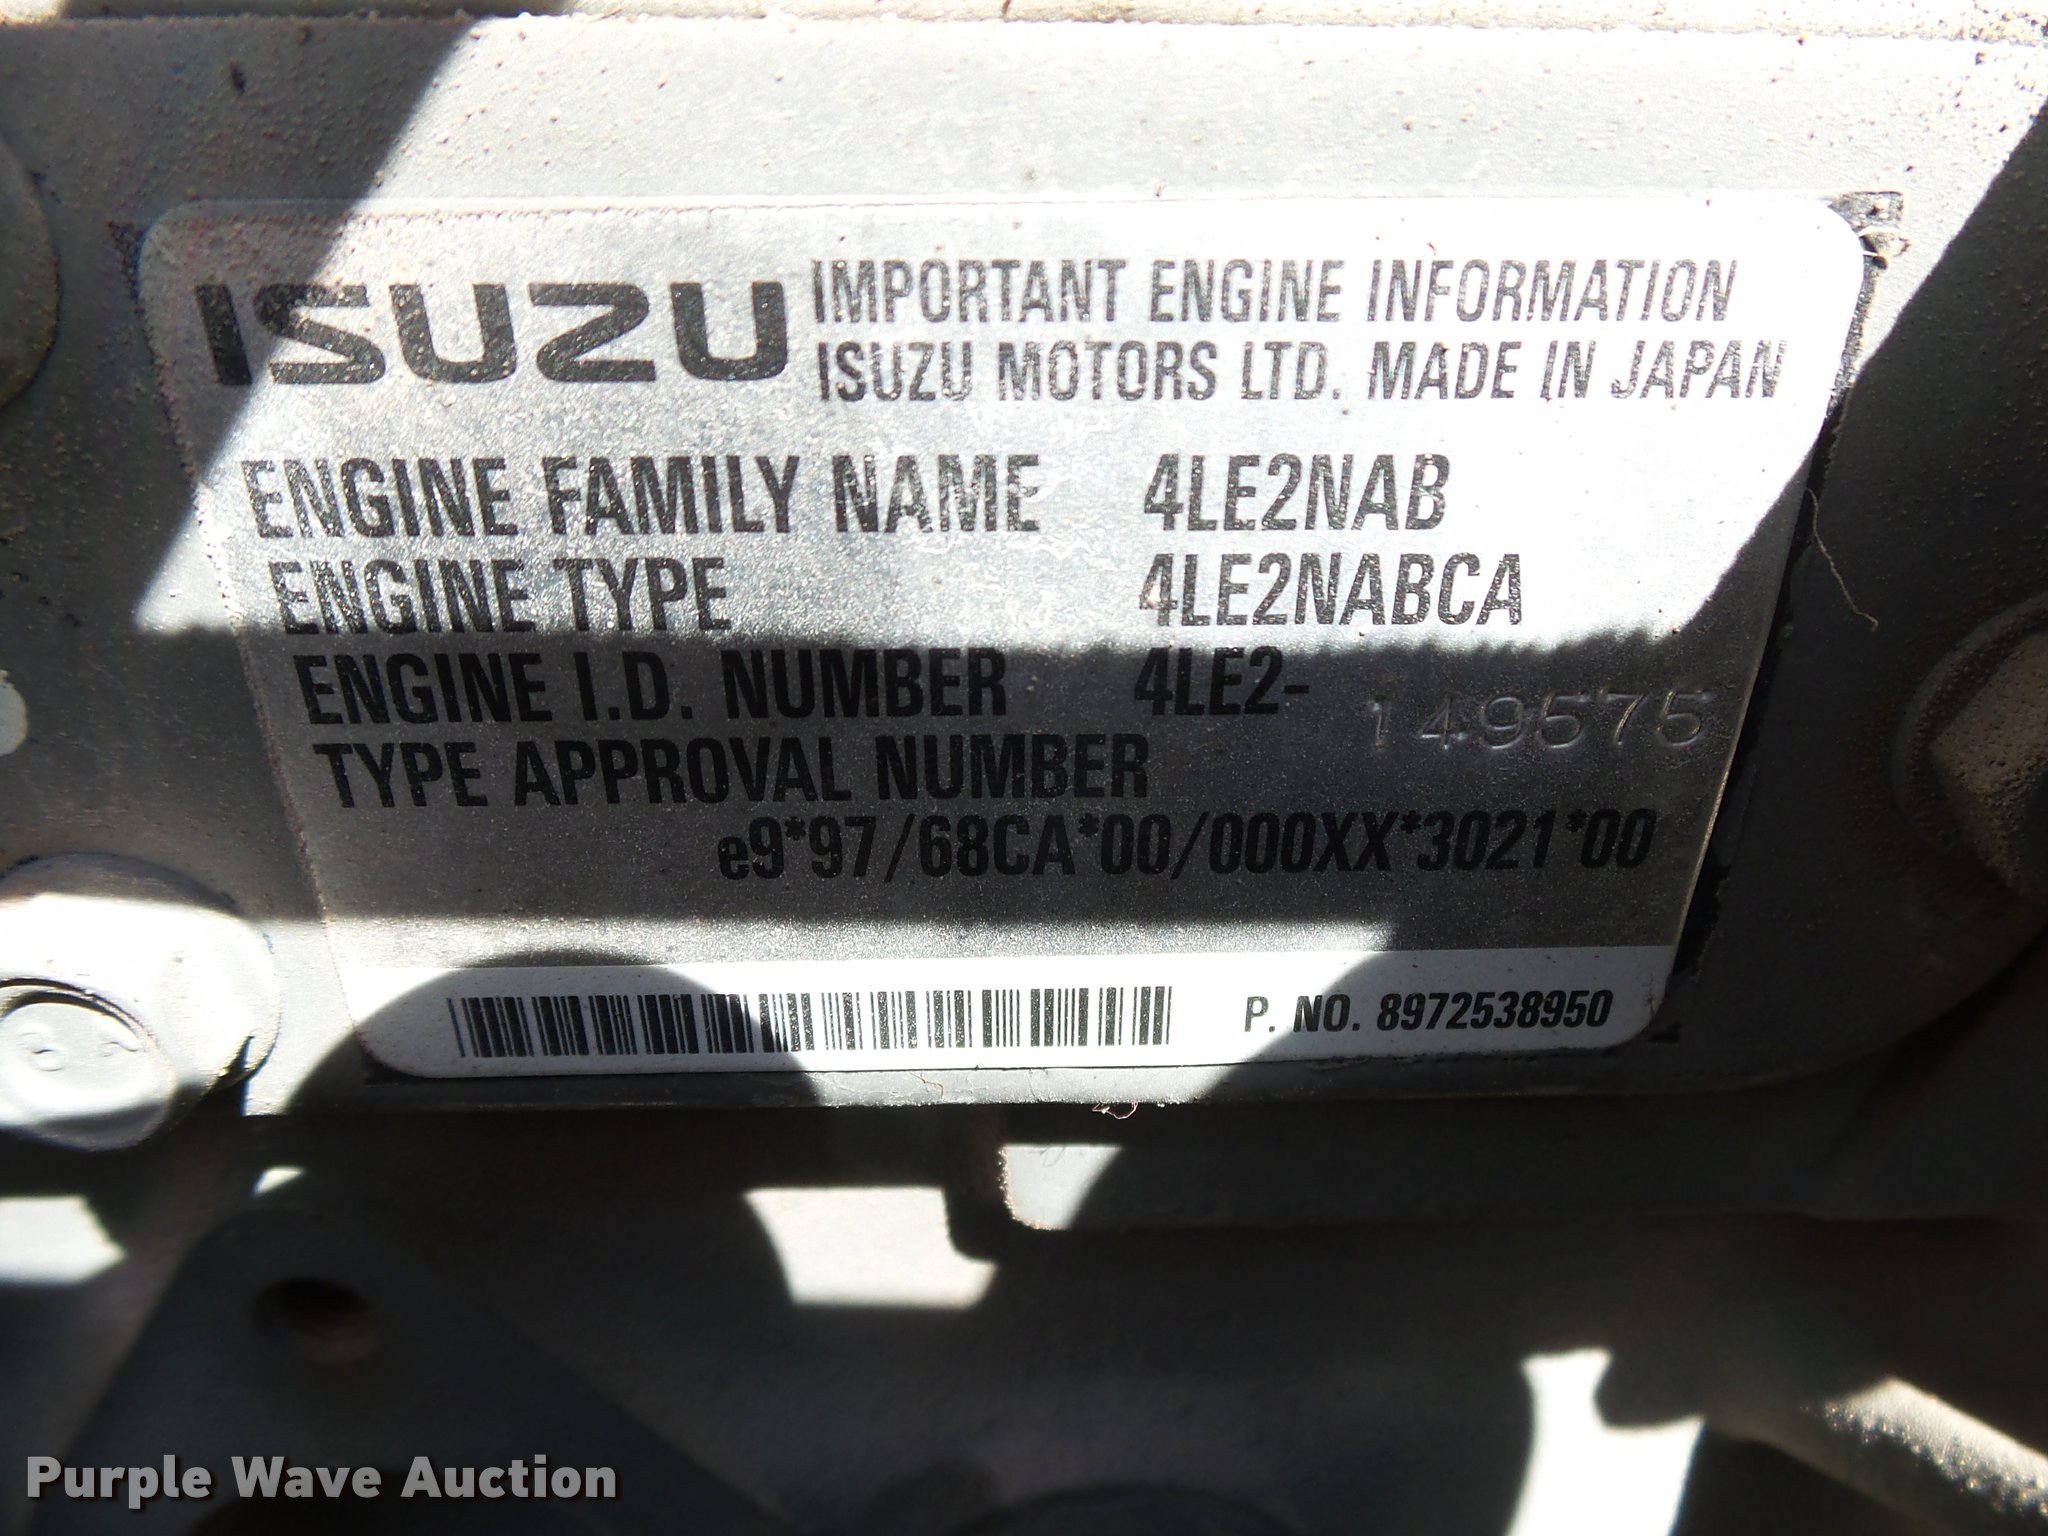 ISUZU IMPORTANT ENGINE INFORMATION
ISUZU MOTORS LTD. MADE IN JAPAN
ENGINE FAMILY NAME 4LE2NAB
ENGINE TYPE 4LE2NABCA
ENGINE I.D. NUMBER 4LE2- 149575
TYPE APPROVAL NUMBER
e9*97/68CA*00/000XX*3021*00
P. NO. 8972538950
Purple Wave Auction